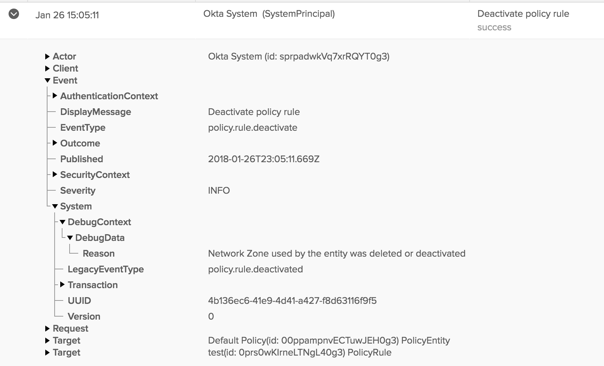 Jan 26 15:05:11 Okta System (SystemPrincipal) Deactivate policy rule
success
Actor Okta System (id: sprpadwkVq7xrRQYT0g3)
Client
Event
AuthenticationContext
DisplayMessage Deactivate policy rule
EventType policy.rule.deactivate
Outcome
Published 2018-01-26T23:05:11.669Z
SecurityContext
Severity INFO
System
DebugContext
DebugData
Reason Network Zone used by the entity was deleted or deactivated
LegacyEventType policy.rule.deactivated
Transaction
UUID 4b136ec6-41e9-4d41-a427-f8d63116f9f5
Version 0
Request
Target Default Policy(id: 00ppampnvECTuwJEH0g3) PolicyEntity
Target test(id: 0prs0wKlrneLTNgL40g3) PolicyRule